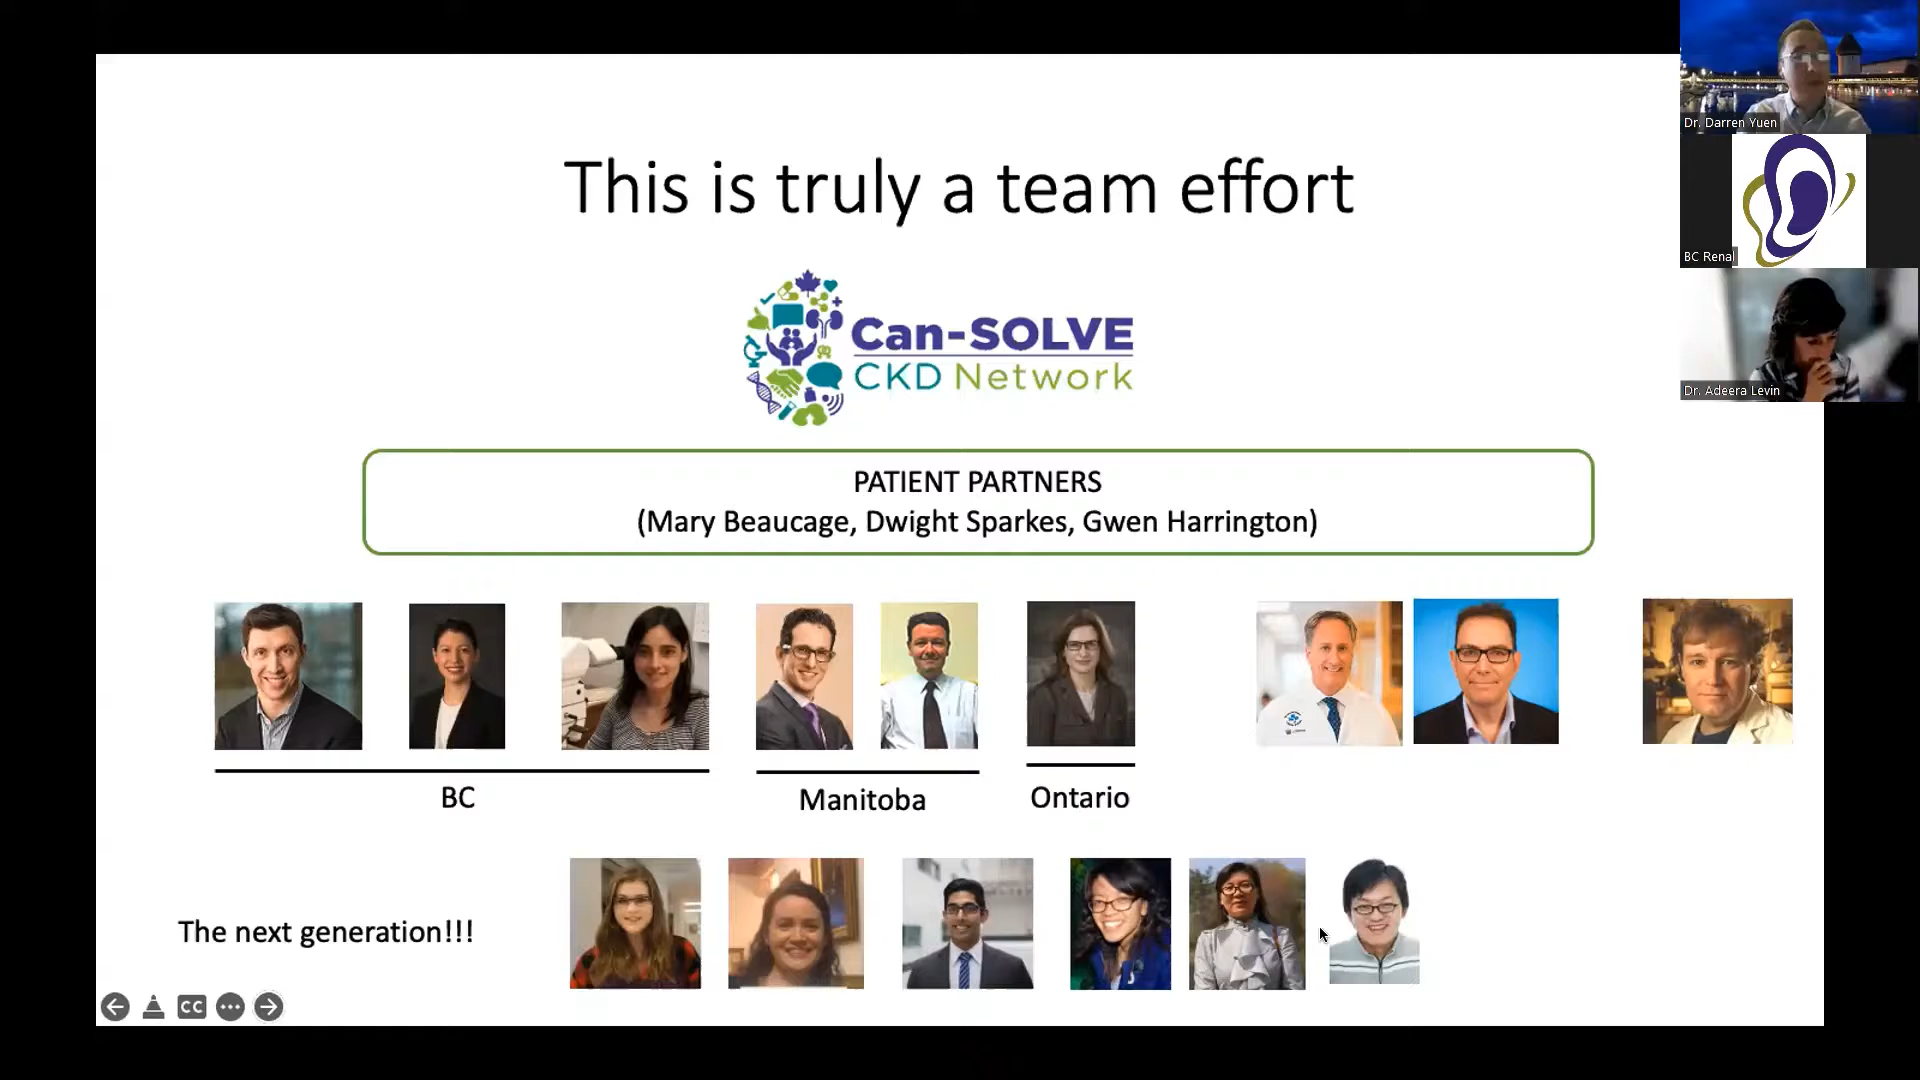 This is truly a team effort
Can-SOLVE
CKD Network
PATIENT PARTNERS
(Mary Beaucage, Dwight Sparkes, Gwen Harrington)
BC
Manitoba
Ontario
The next generation!!!
CC
Dr. Darren Yuen
BC Renal
Dr. Adeera Levin